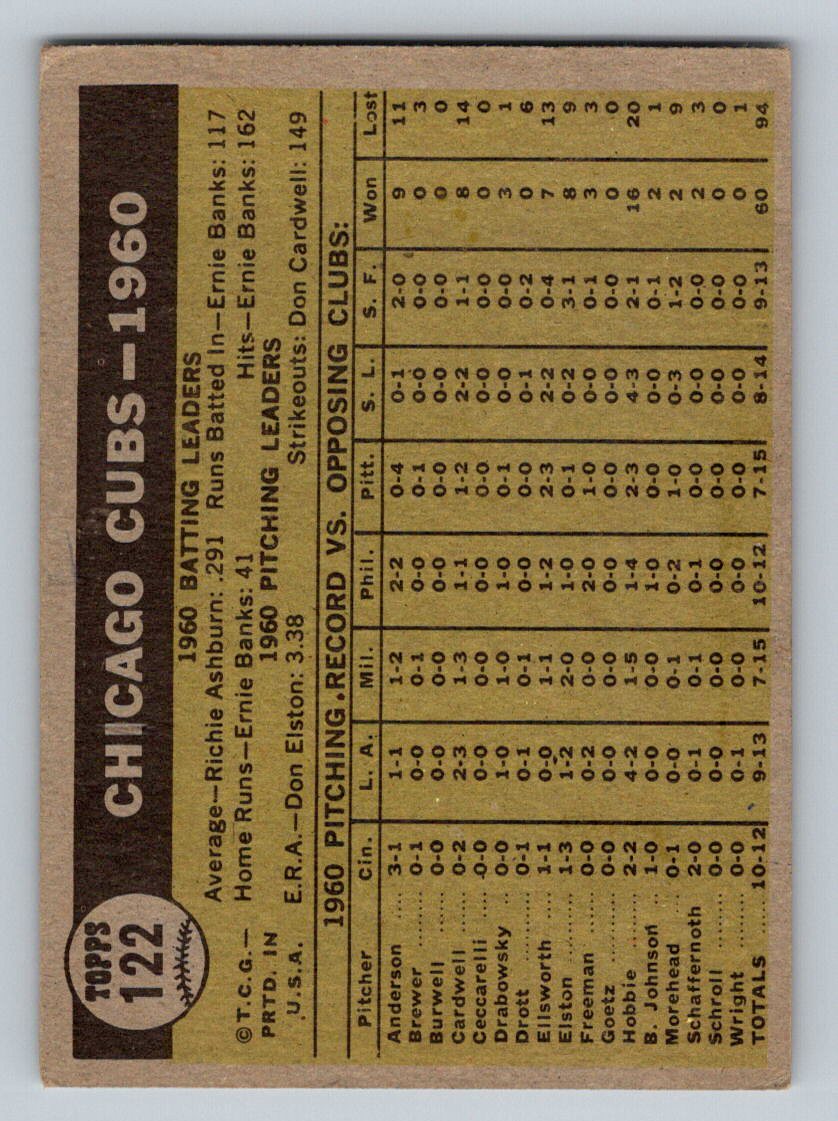 TOPPS
122
CHICAGO CUBS—1960
1960 BATTING LEADERS
Average—Richie Ashburn: .291 Runs Batted In—Ernie Banks: 117
©T.C.G.— Home Runs—Ernie Banks: 41 Hits—Ernie Banks: 162
PRTD. IN 1960 PITCHING LEADERS
U.S.A. E.R.A.—Don Elston: 3.38 Strikeouts: Don Cardwell: 149
1960 PITCHING RECORD VS. OPPOSING CLUBS:
Pitcher Cin. L. A. Mil. Phil. Pitt. S. L. S. F. Won Lost
Anderson .... 3-1 1-1 1-2 2-2 0-4 0-1 2-0 9 11
Brewer ........ 0-1 0-0 0-1 0-0 0-1 0-0 0-0 0 3
Burwell ...... 0-0 0-0 0-0 0-0 0-0 0-0 0-0 0 0
Cardwell .... 0-2 2-3 1-3 1-1 1-2 2-2 1-1 8 14
Ceccarelli .... 0-0 0-0 0-0 0-0 0-0 0-0 0-0 0 0
Drabowsky .. 0-0 1-0 1-0 1-0 0-1 0-0 0-0 3 1
Drott .......... 0-1 0-1 0-1 0-0 0-0 0-1 0-2 0 6
Ellsworth .... 1-1 0-0 1-1 1-2 2-3 2-2 0-4 7 13
Elston ......... 1-3 1-2 2-0 1-0 0-1 0-2 3-1 8 9
Freeman ...... 0-0 0-2 0-0 2-0 1-0 0-0 0-1 3 3
Goetz .......... 0-0 0-0 0-0 0-0 0-0 0-0 0-0 0 0
Hobbie ........ 2-2 4-2 1-5 1-4 2-3 4-3 2-1 16 20
B. Johnson .. 1-0 0-0 0-0 1-0 0-0 0-0 0-1 2 1
Morehead ... 0-1 0-0 0-1 0-2 1-0 0-3 1-2 2 9
Schaffernoth 2-0 0-1 0-1 0-1 0-0 0-0 0-0 2 3
Schroll ........ 0-0 0-0 0-0 0-0 0-0 0-0 0-0 0 0
Wright ........ 0-0 0-1 0-0 0-0 0-0 0-0 0-0 0 1
TOTALS ..... 10-12 9-13 7-15 10-12 7-15 8-14 9-13 60 94